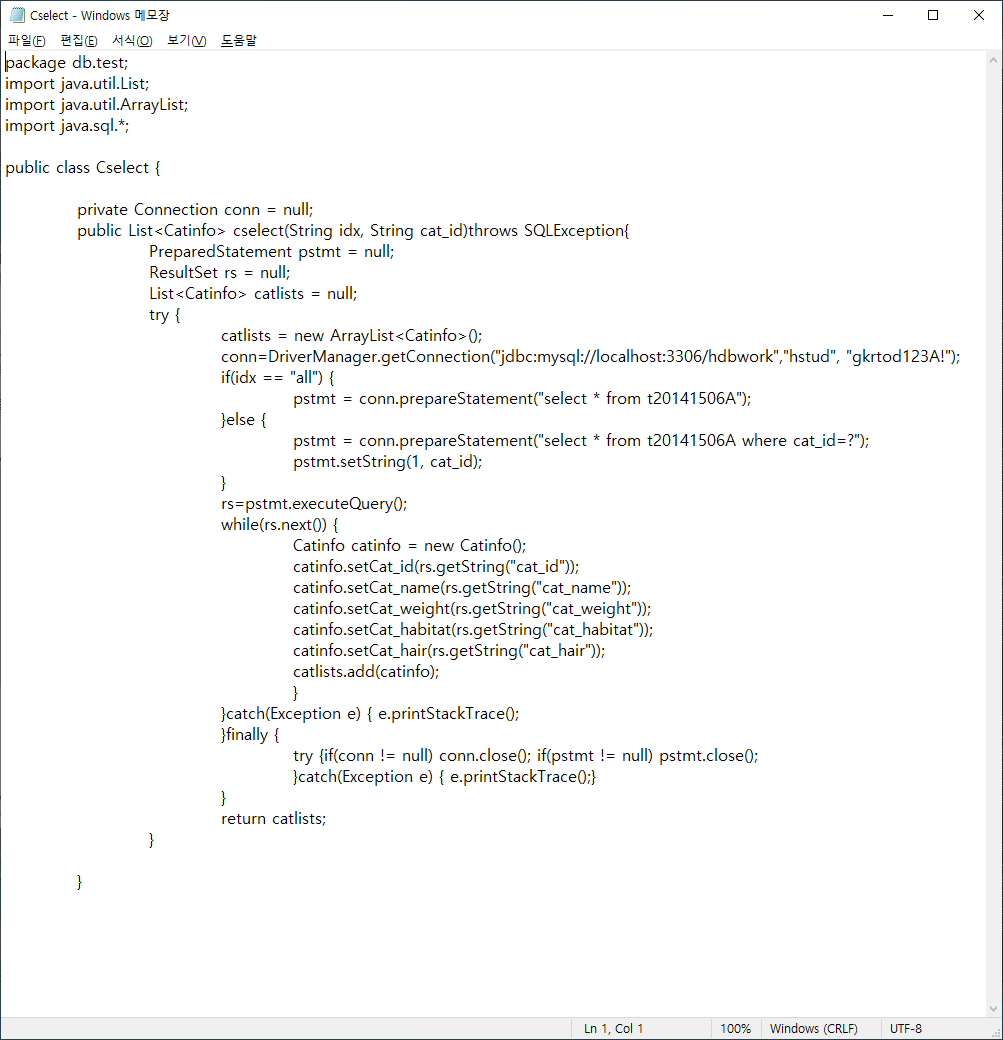 Cselect - Windows 메모장
파일(F) 편집(E) 서식(O) 보기(V) 도움말
package db.test;
import java.util.List;
import java.util.ArrayList;
import java.sql.*;
public class Cselect {
private Connection conn = null;
public List<Catinfo> cselect(String idx, String cat_id)throws SQLException{
PreparedStatement pstmt = null;
ResultSet rs = null;
List<Catinfo> catlists = null;
try {
catlists = new ArrayList<Catinfo>();
conn=DriverManager.getConnection("jdbc:mysql://localhost:3306/hdbwork","hstud", "gkrtod123A!");
if(idx == "all") {
pstmt = conn.prepareStatement("select * from t20141506A");
}else {
pstmt = conn.prepareStatement("select * from t20141506A where cat_id=?");
pstmt.setString(1, cat_id);
}
rs=pstmt.executeQuery();
while(rs.next()) {
Catinfo catinfo = new Catinfo();
catinfo.setCat_id(rs.getString("cat_id"));
catinfo.setCat_name(rs.getString("cat_name"));
catinfo.setCat_weight(rs.getString("cat_weight"));
catinfo.setCat_habitat(rs.getString("cat_habitat"));
catinfo.setCat_hair(rs.getString("cat_hair"));
catlists.add(catinfo);
}
}catch(Exception e) { e.printStackTrace();
}finally {
try {if(conn != null) conn.close(); if(pstmt != null) pstmt.close();
}catch(Exception e) { e.printStackTrace();}
}
return catlists;
}
}
Ln 1, Col 1 100% Windows (CRLF) UTF-8